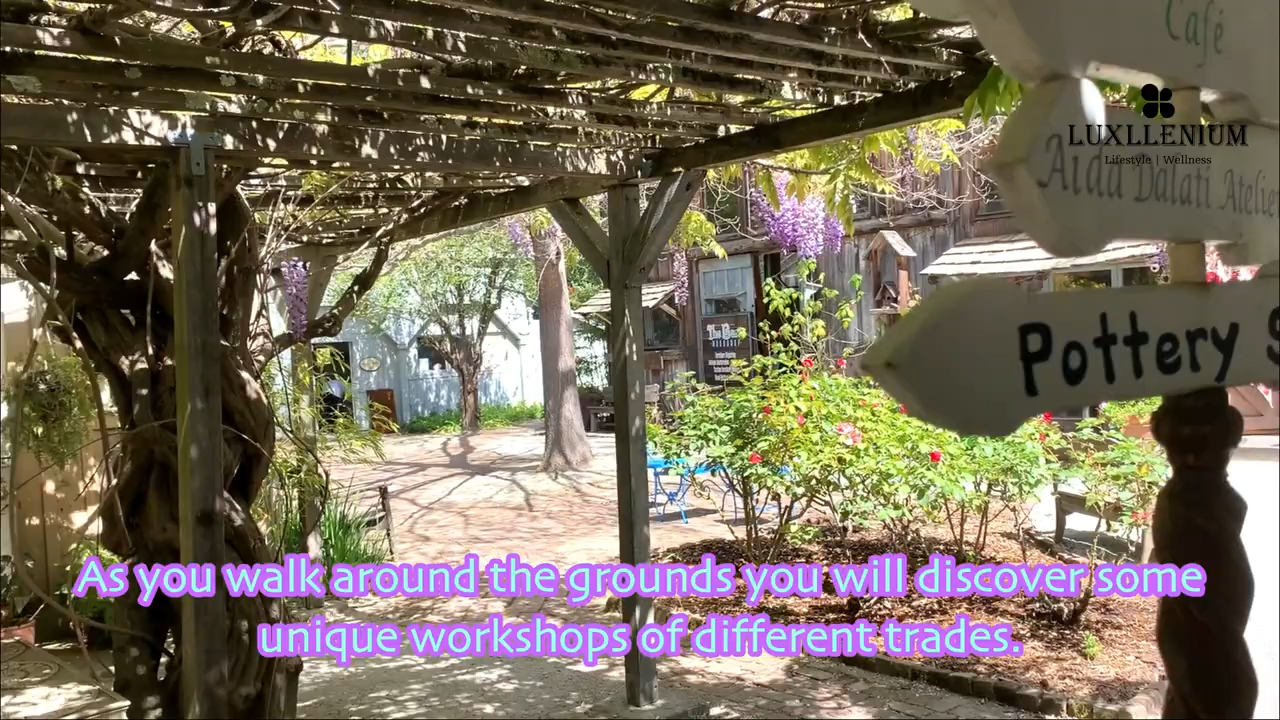 Café
LUXLLENIUM
Lifestyle | Wellness
Aida Dalati Atelie
Pottery S
As you walk around the grounds you will discover some
unique workshops of different trades.